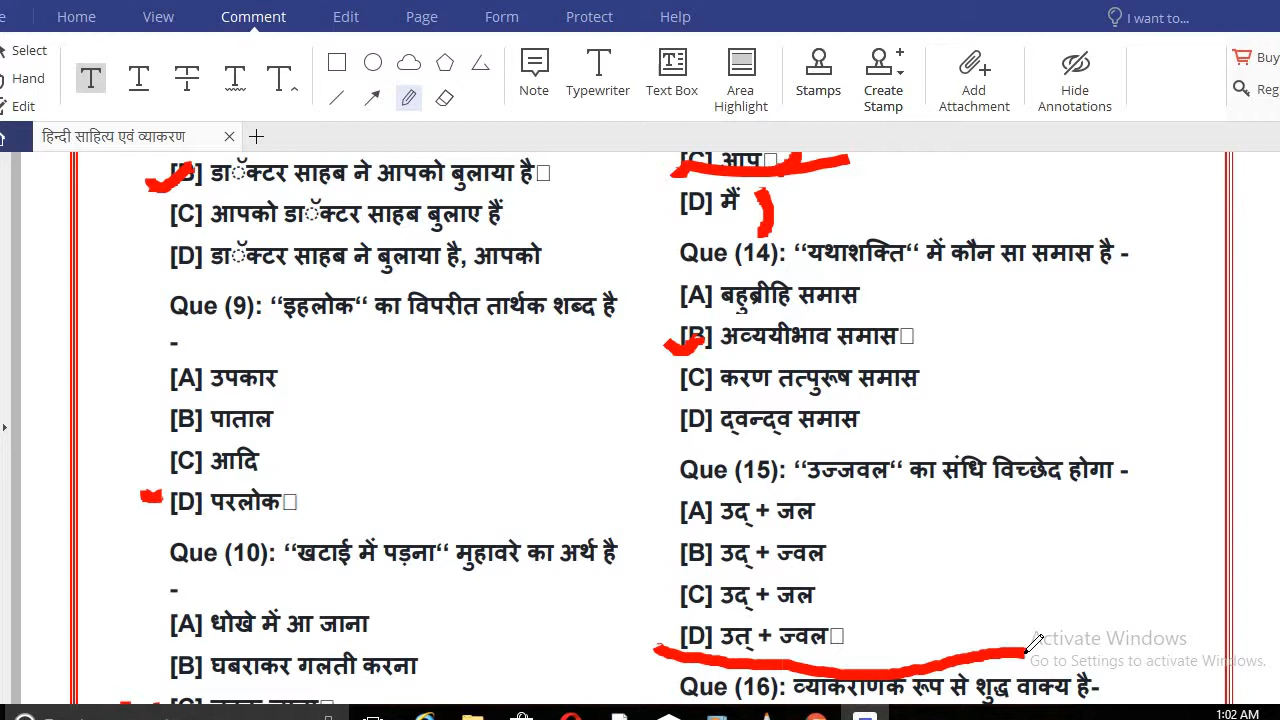 Home View Comment Edit Page Form Protect Help I want to...
Select
Hand
Edit
Note Typewriter Text Box Area Highlight Stamps Create Stamp Add Attachment Hide Annotations
Buy
Reg
हिन्दी साहित्य एवं व्याकरण
[B] डाॅक्टर साहब ने आपको बुलाया है
[C] आपको डाॅक्टर साहब बुलाए हैं
[D] डाॅक्टर साहब ने बुलाया है, आपको
Que (9): ‘‘इहलोक‘‘ का विपरीत तार्थक शब्द है
-
[A] उपकार
[B] पाताल
[C] आदि
[D] परलोक
Que (10): ‘‘खटाई में पड़ना‘‘ मुहावरे का अर्थ है
-
[A] धोखे में आ जाना
[B] घबराकर गलती करना
[C] आप
[D] मैं
Que (14): ‘‘यथाशक्ति‘‘ में कौन सा समास है -
[A] बहुब्रीहि समास
[B] अव्ययीभाव समास
[C] करण तत्पुरूष समास
[D] द्वन्द्व समास
Que (15): ‘‘उज्जवल‘‘ का संधि विच्छेद होगा -
[A] उद् + जल
[B] उद् + ज्वल
[C] उद् + जल
[D] उत् + ज्वल
Que (16): व्याकरणिक रूप से शुद्ध वाक्य है-
Activate Windows
Go to Settings to activate Windows.
1:02 AM